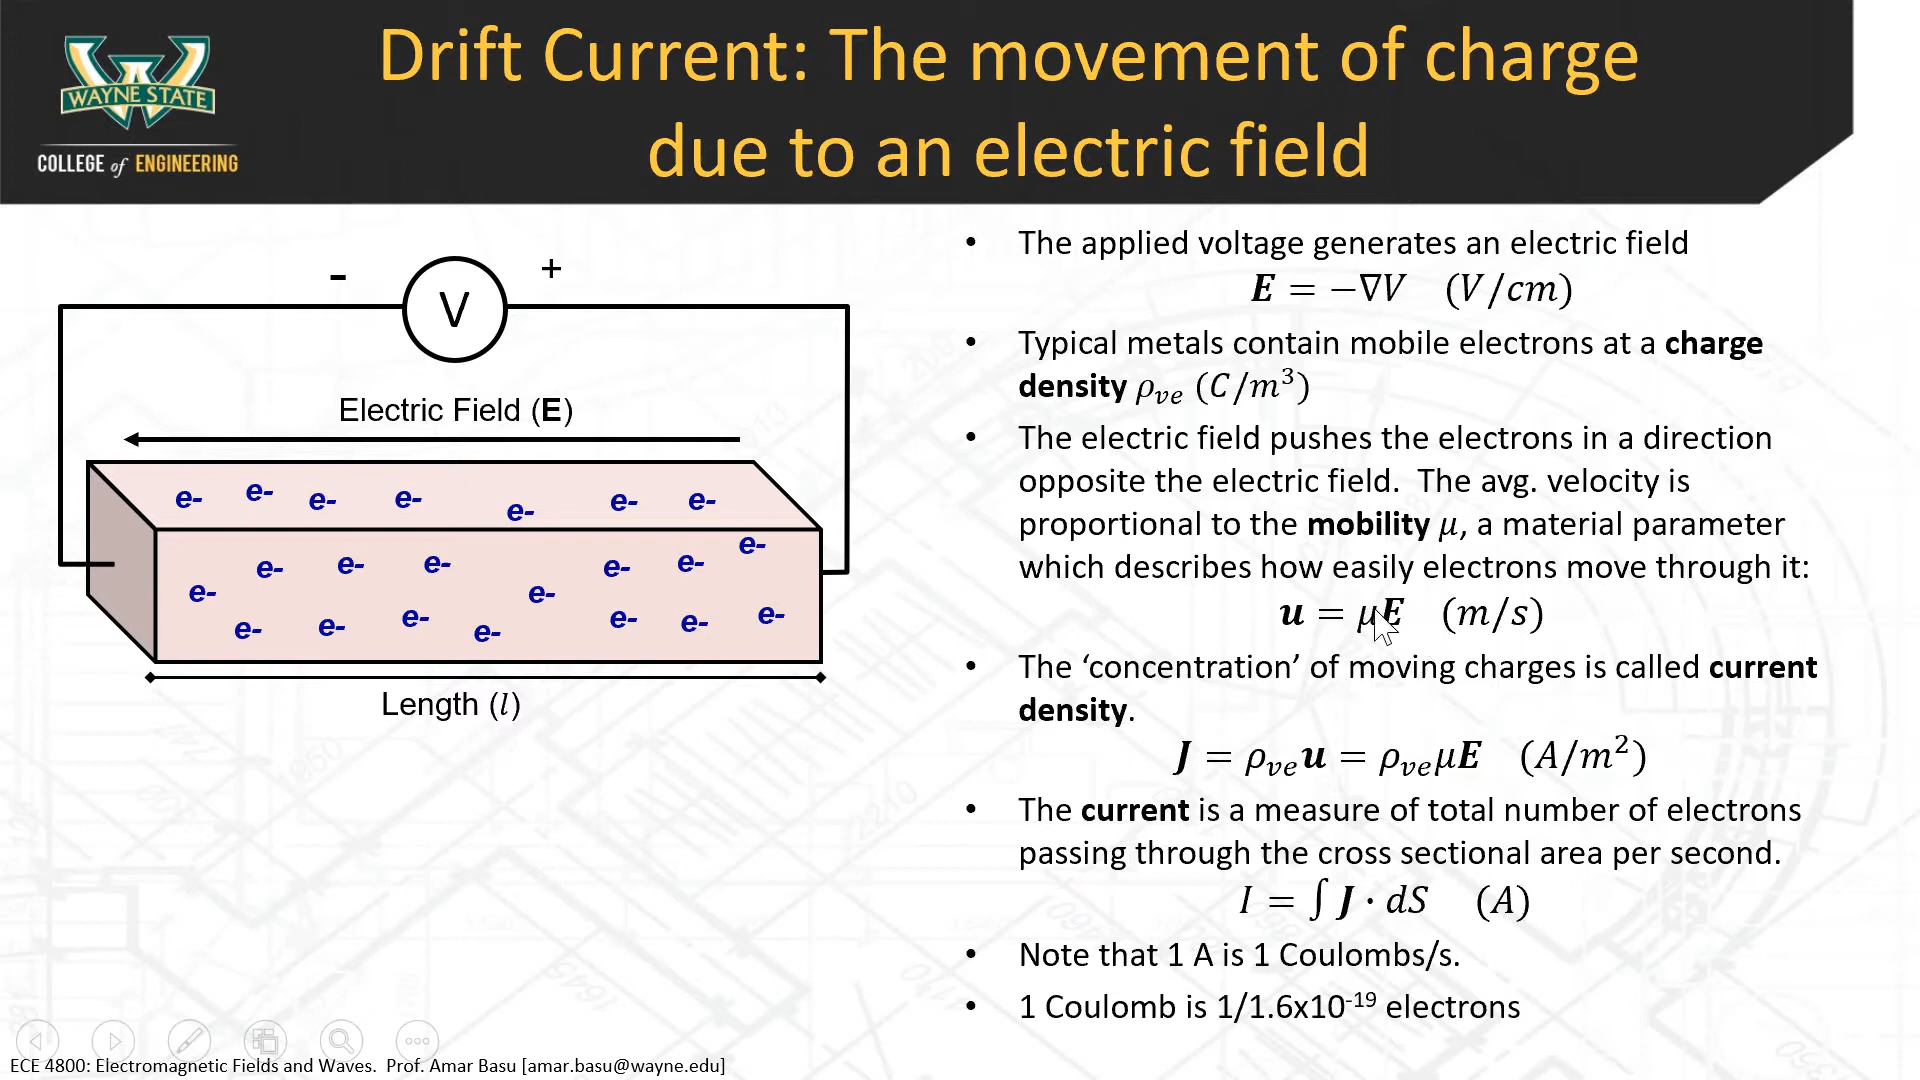 WAYNE STATE
COLLEGE of ENGINEERING
Drift Current: The movement of charge
due to an electric field
- V +
Electric Field (E)
e- e- e- e- e- e- e-
e-
e- e- e- e- e-
e- e-
e- e- e- e- e- e- e-
Length (l)
• The applied voltage generates an electric field
E = −∇V (V/cm)
• Typical metals contain mobile electrons at a charge
density ρᵥₑ (C/m³)
• The electric field pushes the electrons in a direction
opposite the electric field. The avg. velocity is
proportional to the mobility μ, a material parameter
which describes how easily electrons move through it:
u = μE (m/s)
• The ‘concentration’ of moving charges is called current
density.
J = ρᵥₑu = ρᵥₑμE (A/m²)
• The current is a measure of total number of electrons
passing through the cross sectional area per second.
I = ∫ J · dS (A)
• Note that 1 A is 1 Coulombs/s.
• 1 Coulomb is 1/1.6x10⁻¹⁹ electrons
ECE 4800: Electromagnetic Fields and Waves. Prof. Amar Basu [amar.basu@wayne.edu]